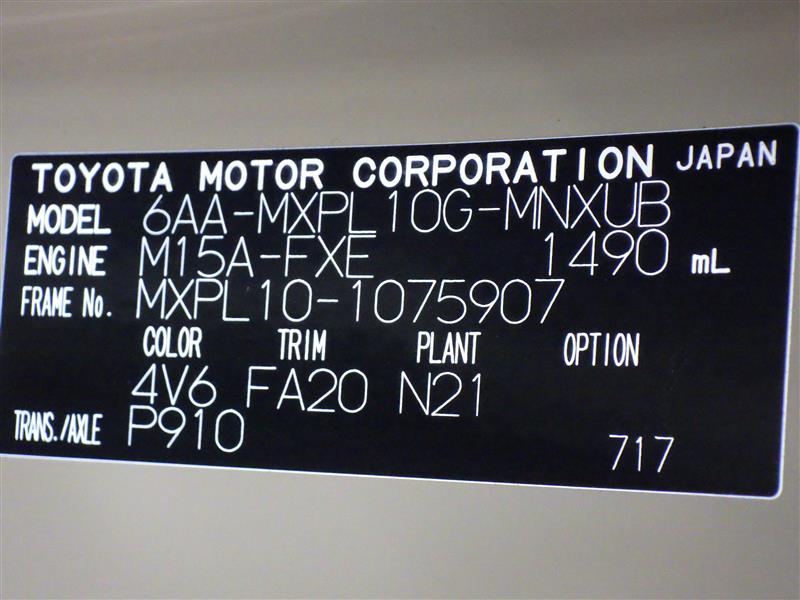 TOYOTA MOTOR CORPORATION JAPAN
MODEL 6AA-MXPL10G-MNXUB
ENGINE M15A-FXE 1490 mL
FRAME No. MXPL10-1075907
COLOR TRIM PLANT OPTION
4V6 FA20 N21
TRANS./AXLE P910
717